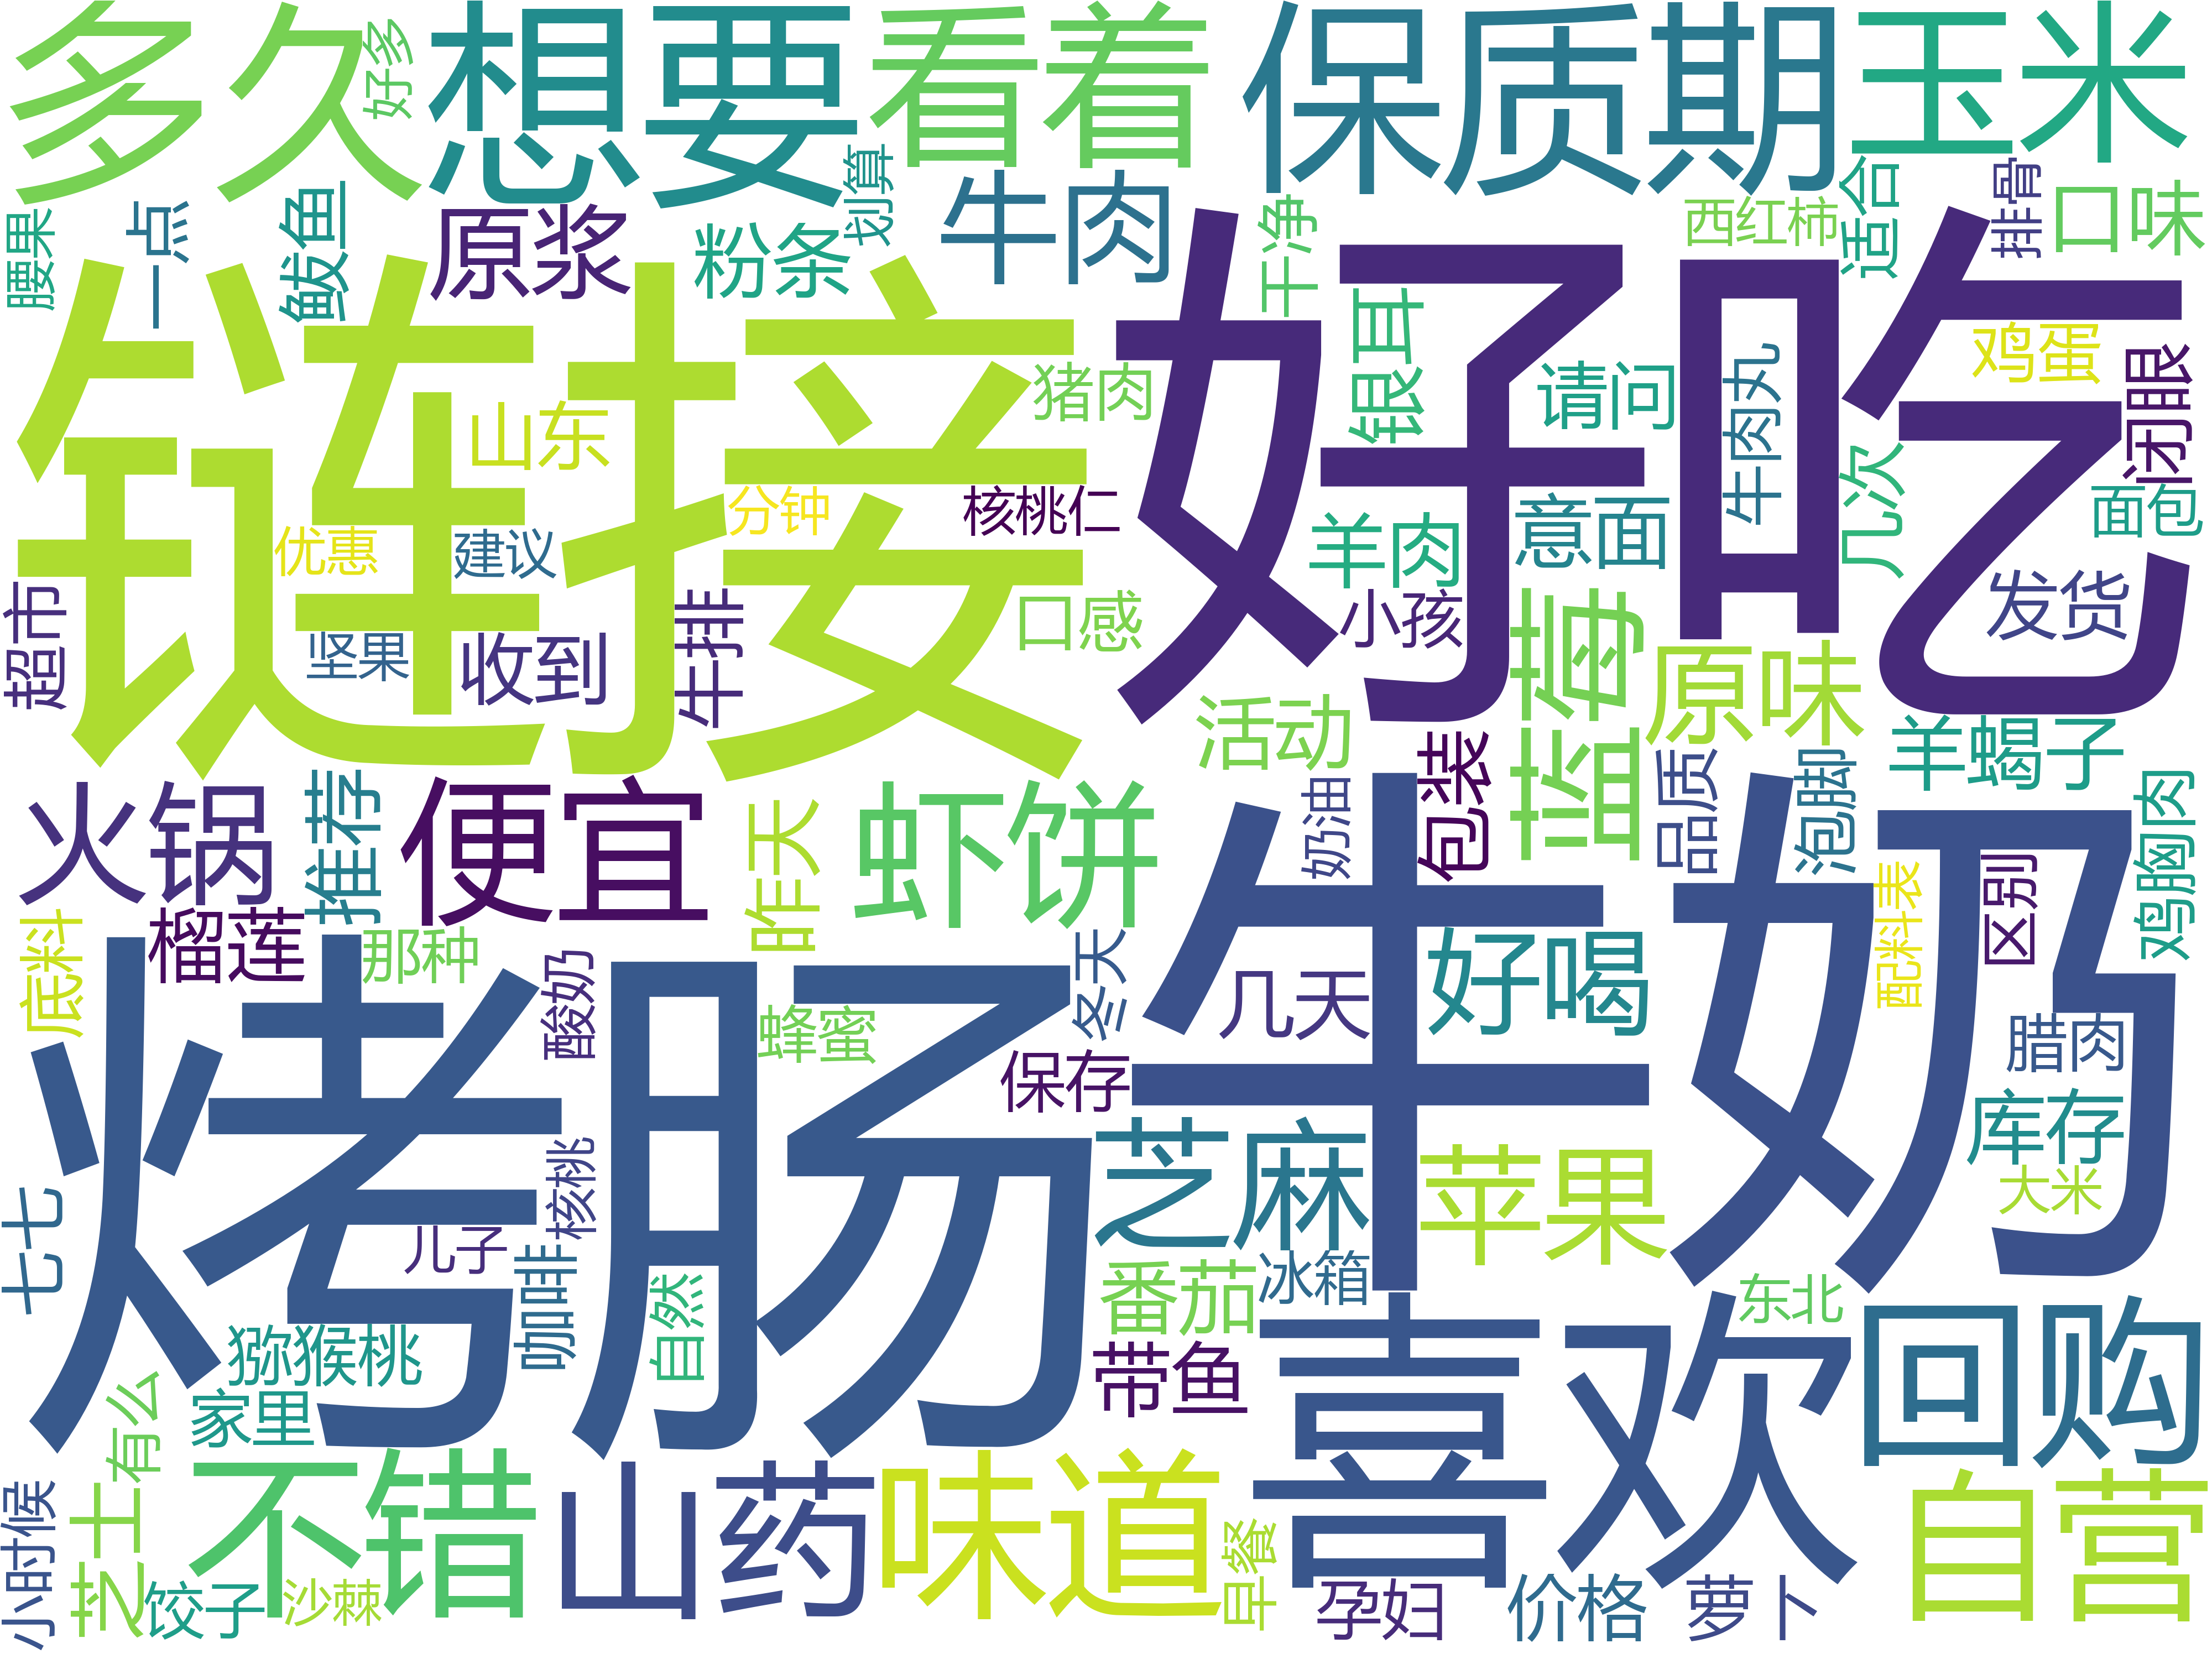 多久
好多
想要
看着
保质期
玉米
腰果
一点
哪里
原浆
粉条
收到
牛肉
干净
西红柿
适合
排骨
口味
链接
好吃
山东
猪肉
请问
牛肉丸
鸡蛋
闭眼
面包
优惠
建议
分钟
核桃仁
羊肉
意面
几次
超市
坚果
收到
牛排
口感
小孩
发货
直播
原味
活动
羊蝎子
火锅
推荐
便宜
昨天
虾饼
奶油
包装
品质
泡脚
鸡胸肉
底料
榴莲
那种
酸奶
蜂蜜
冬天
保存
几天
好喝
配料表
区别
腊肉
库存
大米
烤肠
牛奶
七七
核桃
儿子
咖啡
自然
芝麻
苹果
番茄
冰箱
带鱼
东北
猕猴桃
家里
有么
喜欢
回购
小时候
芝士
不错
饺子
沙棘
山药
味道
早餐
孕妇
价格
萝卜
自营